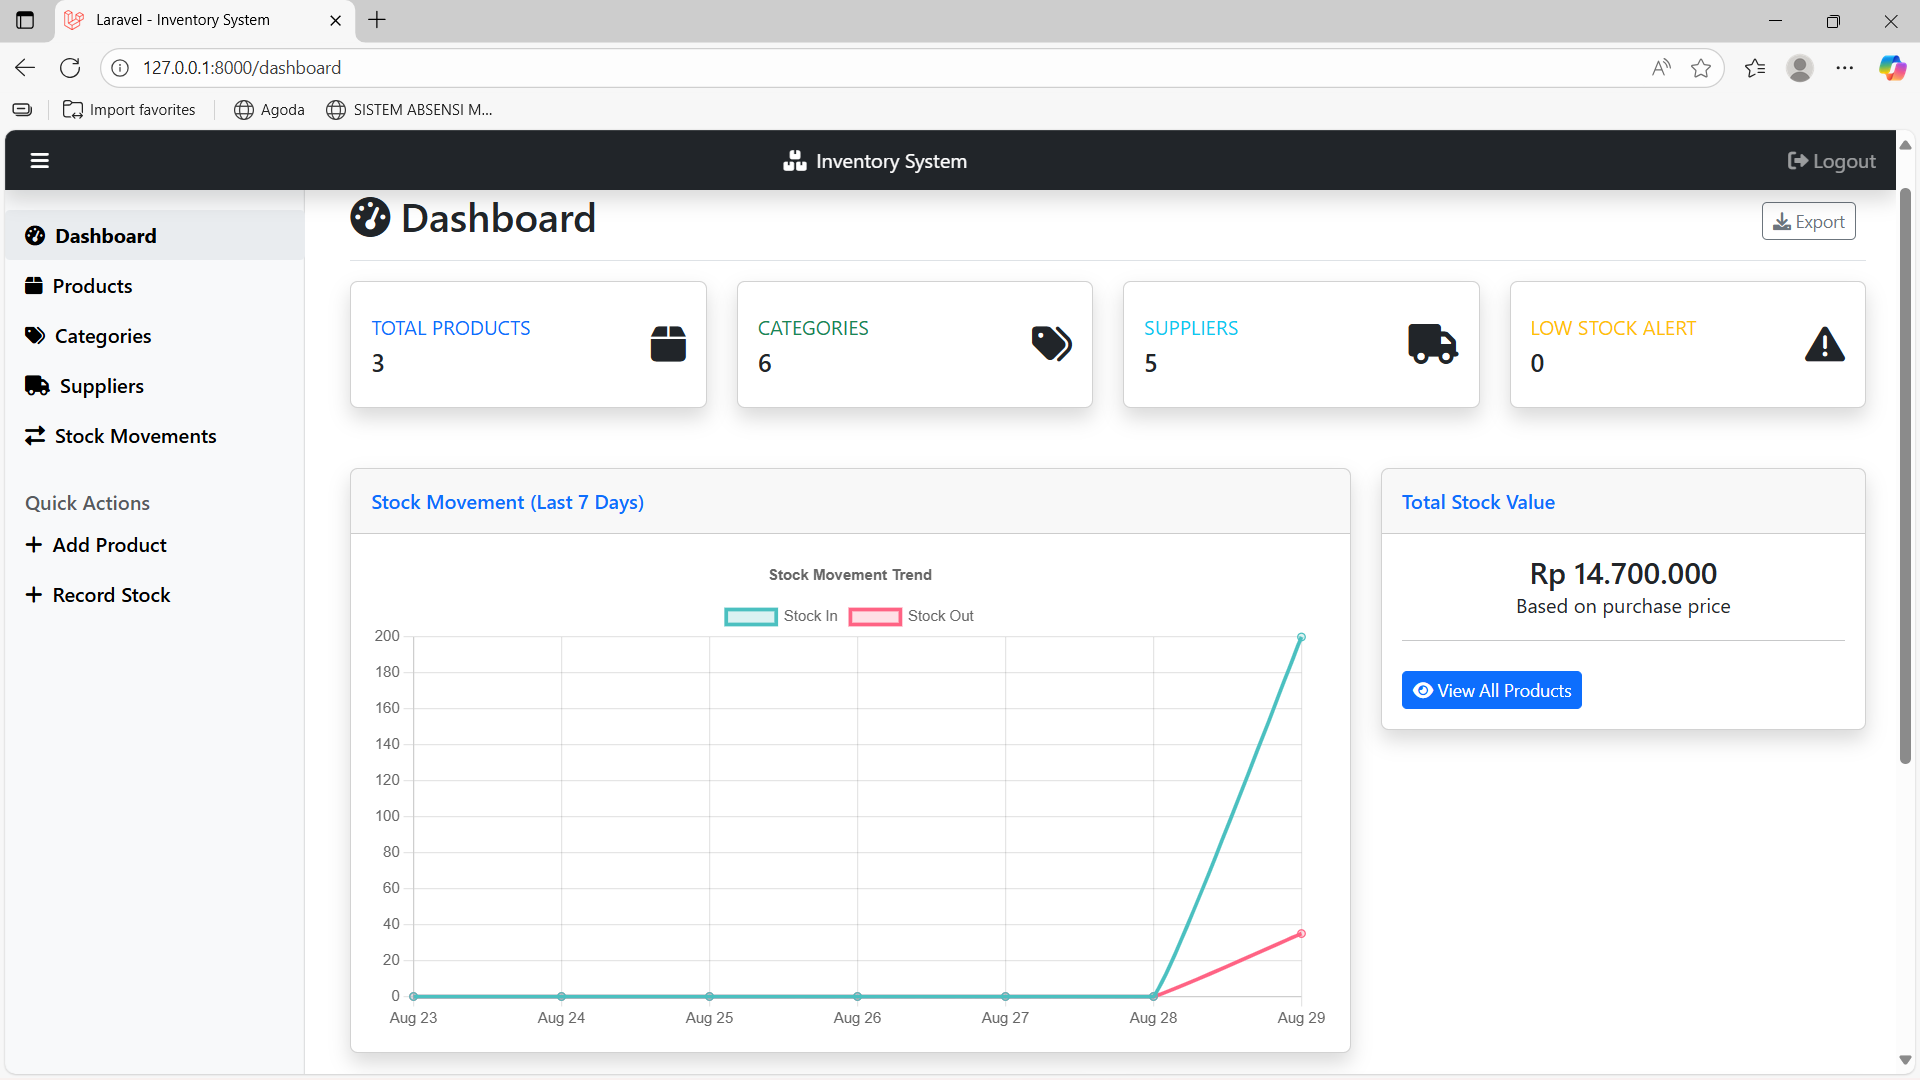 Laravel - Inventory System
127.0.0.1:8000/dashboard
Import favorites
Agoda
SISTEM ABSENSI M...
Inventory System
Logout
Dashboard
Products
Categories
Suppliers
Stock Movements
Quick Actions
Add Product
Record Stock
Dashboard
Export
TOTAL PRODUCTS
3
CATEGORIES
6
SUPPLIERS
5
LOW STOCK ALERT
0
Stock Movement (Last 7 Days)
Stock Movement Trend
Stock In
Stock Out
200
180
160
140
120
100
80
60
40
20
0
Aug 23
Aug 24
Aug 25
Aug 26
Aug 27
Aug 28
Aug 29
Total Stock Value
Rp 14.700.000
Based on purchase price
View All Products